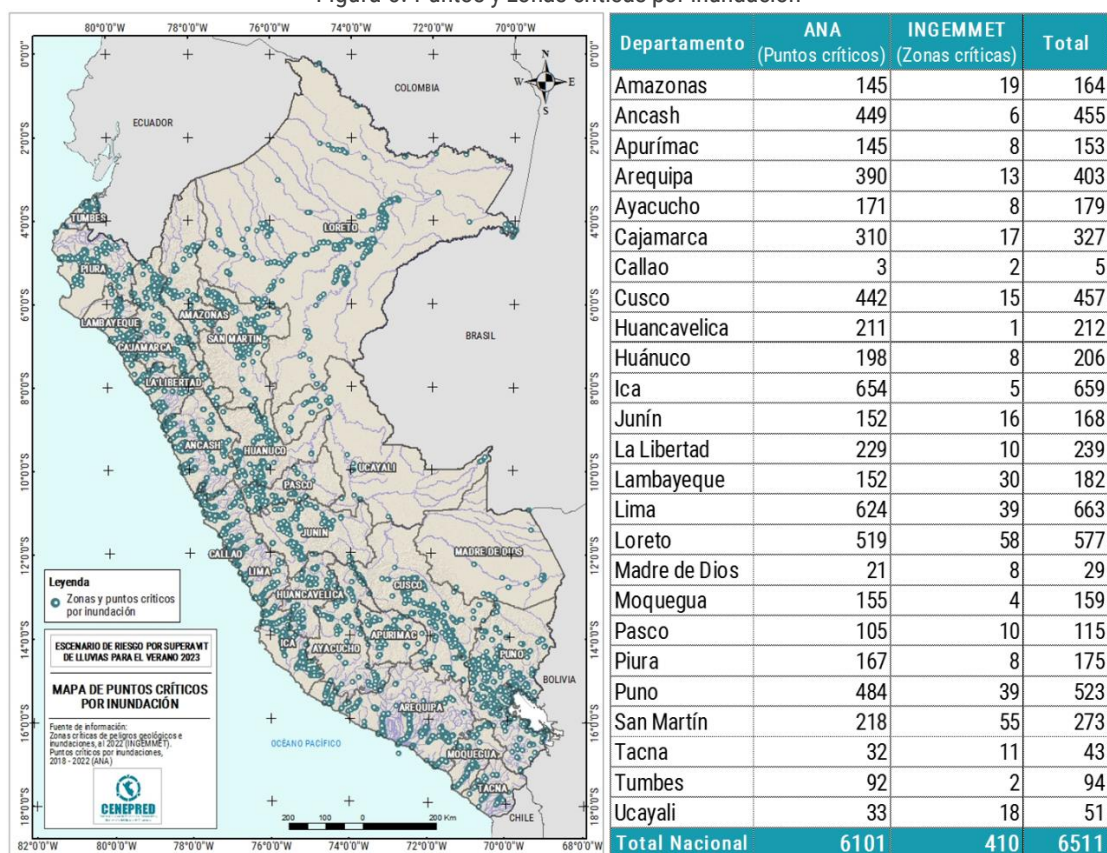 80°0'0"O 78°0'0"O 76°0'0"O 74°0'0"O 72°0'0"O 70°0'0"O
0°0'0"
N
W E
S
COLOMBIA
ECUADOR
2°0'0"S
4°0'0"S
TUMBES
LORETO
PIURA
6°0'0"S
AMAZONAS
LAMBAYEQUE
SAN MARTIN
BRASIL
CAJAMARCA
8°0'0"S
LA LIBERTAD
ANCASH
HUANUCO
UCAYALI
10°0'0"S
PASCO
JUNIN
12°0'0"S
CALLAO
MADRE DE DIOS
LIMA
CUSCO
HUANCAVELICA
14°0'0"S
ICA
AYACUCHO
APURIMAC
PUNO
BOLIVIA
AREQUIPA
16°0'0"S
OCÉANO PACÍFICO
MOQUEGUA
TACNA
18°0'0"S
CHILE
Leyenda
Zonas y puntos críticos
por inundación
ESCENARIO DE RIESGO POR SUPERAVIT
DE LLUVIAS PARA EL VERANO 2023
MAPA DE PUNTOS CRÍTICOS
POR INUNDACIÓN
Fuente de información:
Zonas críticas de peligros geológicos e
inundaciones, al 2022 (INGEMMET).
Puntos críticos por inundaciones,
2018 - 2022 (ANA)
CENEPRED
200 100 0 200 Km
82°0'0"O 80°0'0"O 78°0'0"O 76°0'0"O 74°0'0"O 72°0'0"O 70°0'0"O 68°0'0"O
Departamento ANA (Puntos críticos) INGEMMET (Zonas críticas) Total
Amazonas 145 19 164
Ancash 449 6 455
Apurímac 145 8 153
Arequipa 390 13 403
Ayacucho 171 8 179
Cajamarca 310 17 327
Callao 3 2 5
Cusco 442 15 457
Huancavelica 211 1 212
Huánuco 198 8 206
Ica 654 5 659
Junín 152 16 168
La Libertad 229 10 239
Lambayeque 152 30 182
Lima 624 39 663
Loreto 519 58 577
Madre de Dios 21 8 29
Moquegua 155 4 159
Pasco 105 10 115
Piura 167 8 175
Puno 484 39 523
San Martín 218 55 273
Tacna 32 11 43
Tumbes 92 2 94
Ucayali 33 18 51
Total Nacional 6101 410 6511